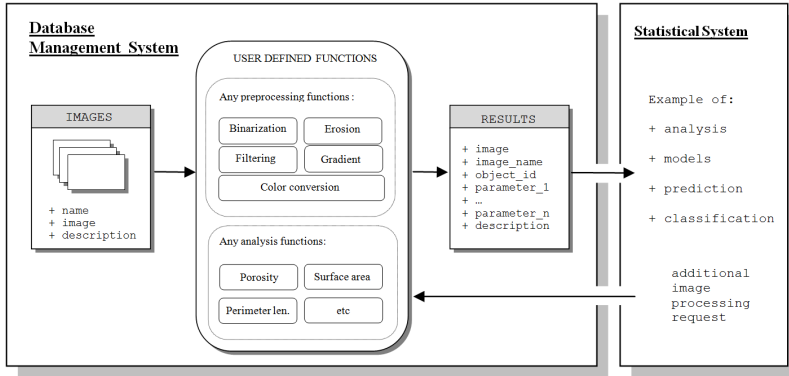 Database
Management System
IMAGES
+ name
+ image
+ description
USER DEFINED FUNCTIONS
Any preprocessing functions :
Binarization
Erosion
Filtering
Gradient
Color conversion
Any analysis functions:
Porosity
Surface area
Perimeter len.
etc
RESULTS
+ image
+ image_name
+ object_id
+ parameter_1
+ …
+ parameter_n
+ description
Statistical System
Example of:
+ analysis
+ models
+ prediction
+ classification
additional
image
processing
request